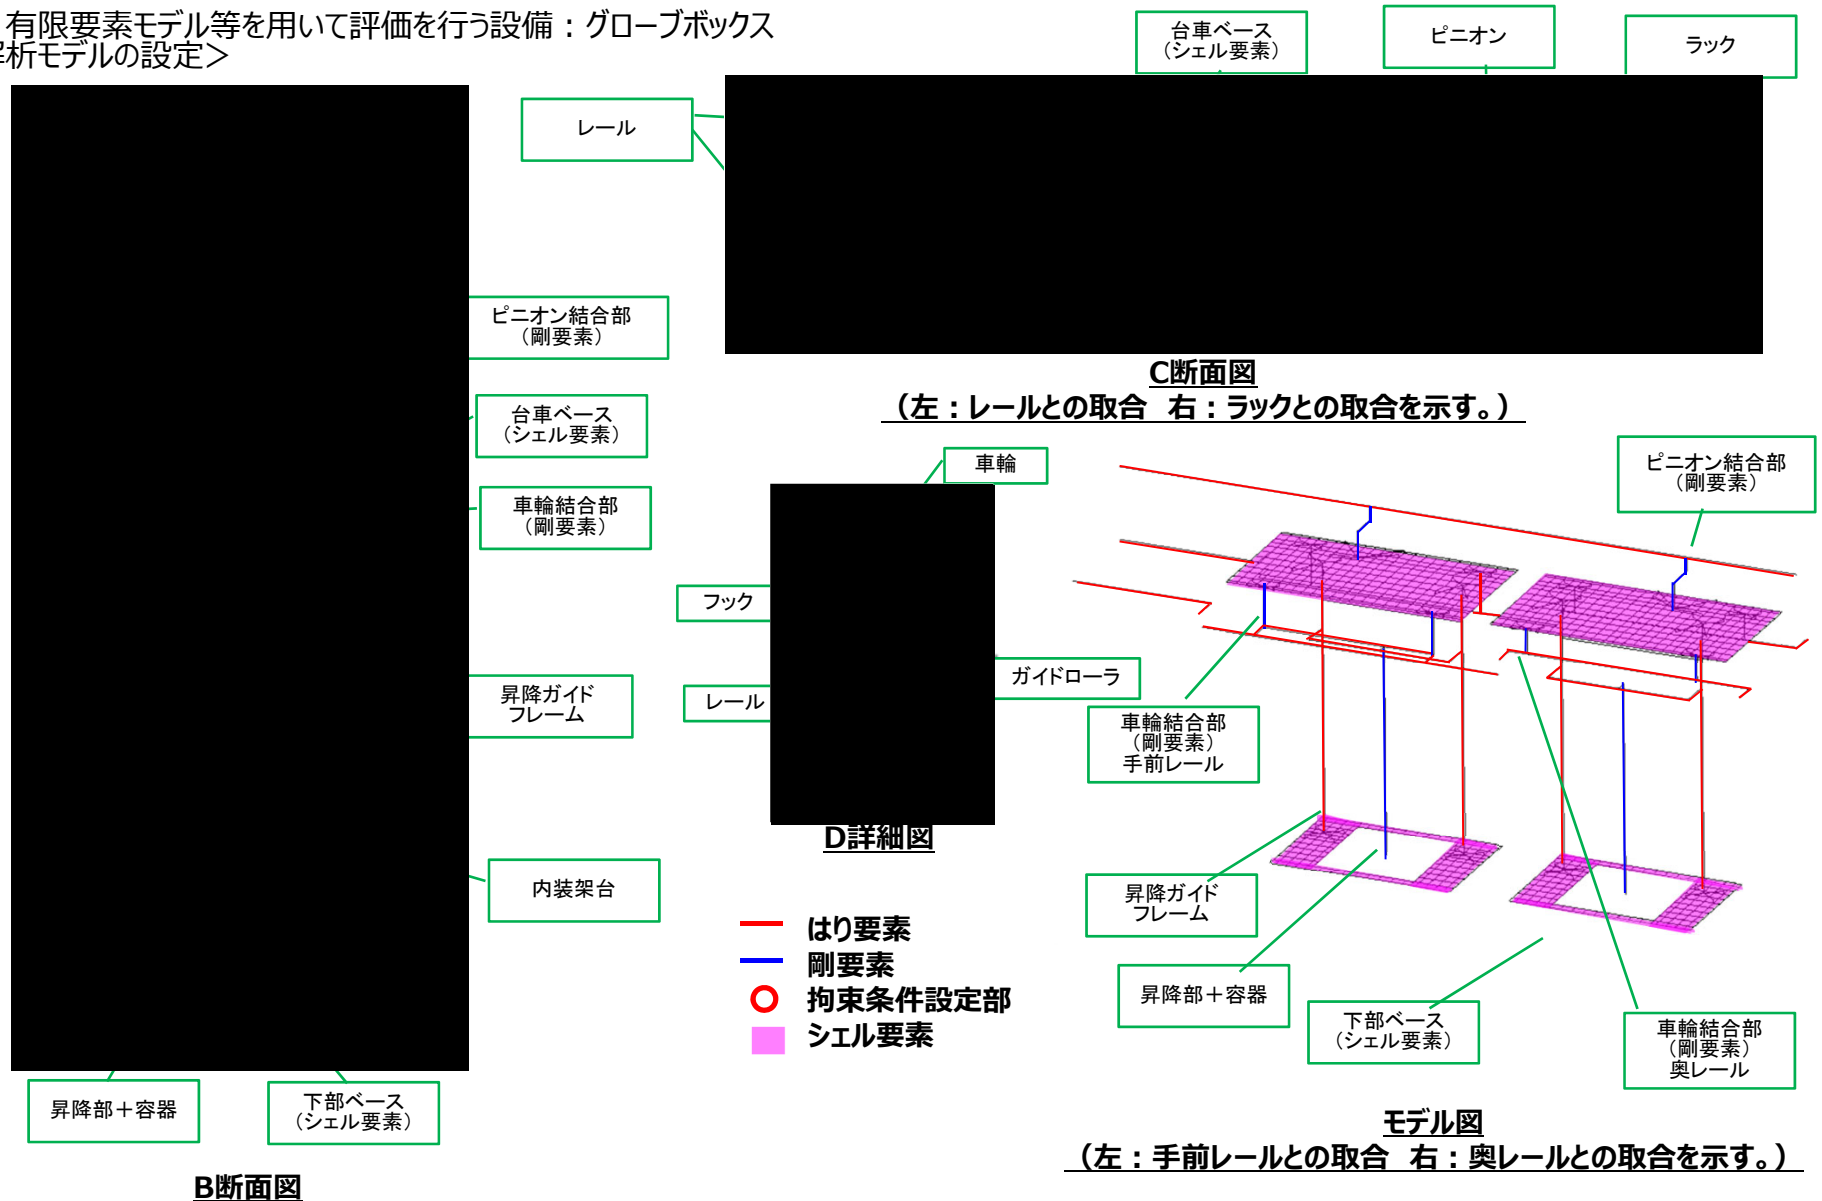 有限要素モデル等を用いて評価を行う設備：グローブボックス
析モデルの設定＞
台車ベース
（シェル要素）
ピニオン
ラック
レール
C断面図
（左：レールとの取合 右：ラックとの取合を示す。）
ピニオン結合部
（剛要素）
台車ベース
（シェル要素）
車輪結合部
（剛要素）
昇降ガイド
フレーム
内装架台
昇降部＋容器
下部ベース
（シェル要素）
B断面図
車輪
フック
レール
ガイドローラ
D詳細図
はり要素
剛要素
拘束条件設定部
シェル要素
ピニオン結合部
（剛要素）
車輪結合部
（剛要素）
手前レール
昇降ガイド
フレーム
昇降部＋容器
下部ベース
（シェル要素）
車輪結合部
（剛要素）
奥レール
モデル図
（左：手前レールとの取合 右：奥レールとの取合を示す。）